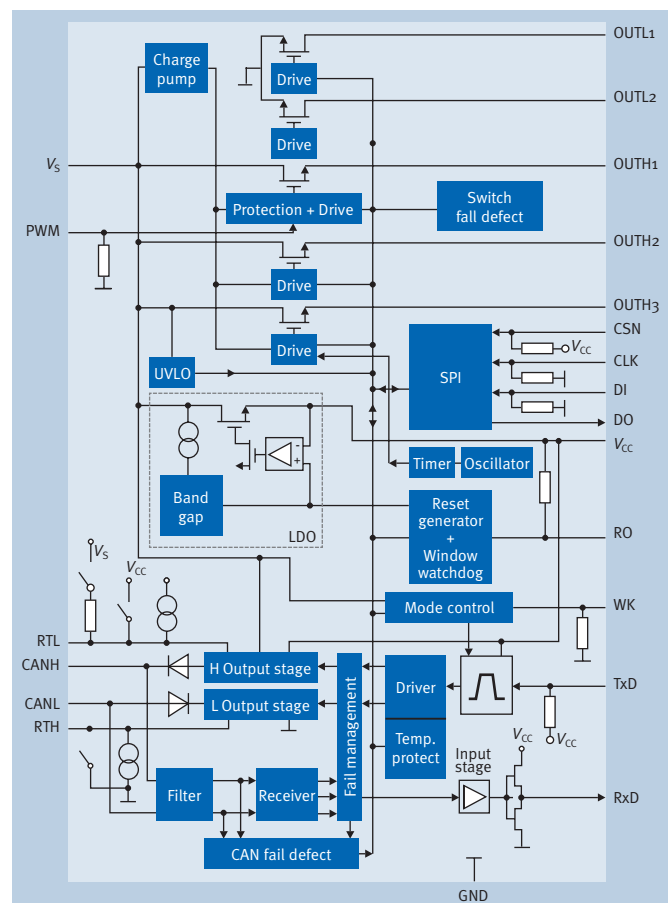 OUTL1
Charge
pump
Drive
OUTL2
Drive
VS
OUTH1
Protection + Drive
Switch
fall defect
PWM
OUTH2
Drive
OUTH3
CSN
Drive
VCC
UVLO
SPI
CLK
DI
DO
VCC
Timer
Oscillator
Band
gap
LDO
Reset
generator
+
Window
watchdog
RO
VS
VCC
Mode control
WK
RTL
CANH
H Output stage
Driver
TxD
CANL
L Output stage
RTH
Fail management
Temp.
protect
VCC
Input
stage
VCC
Filter
Receiver
RxD
CAN fail defect
GND